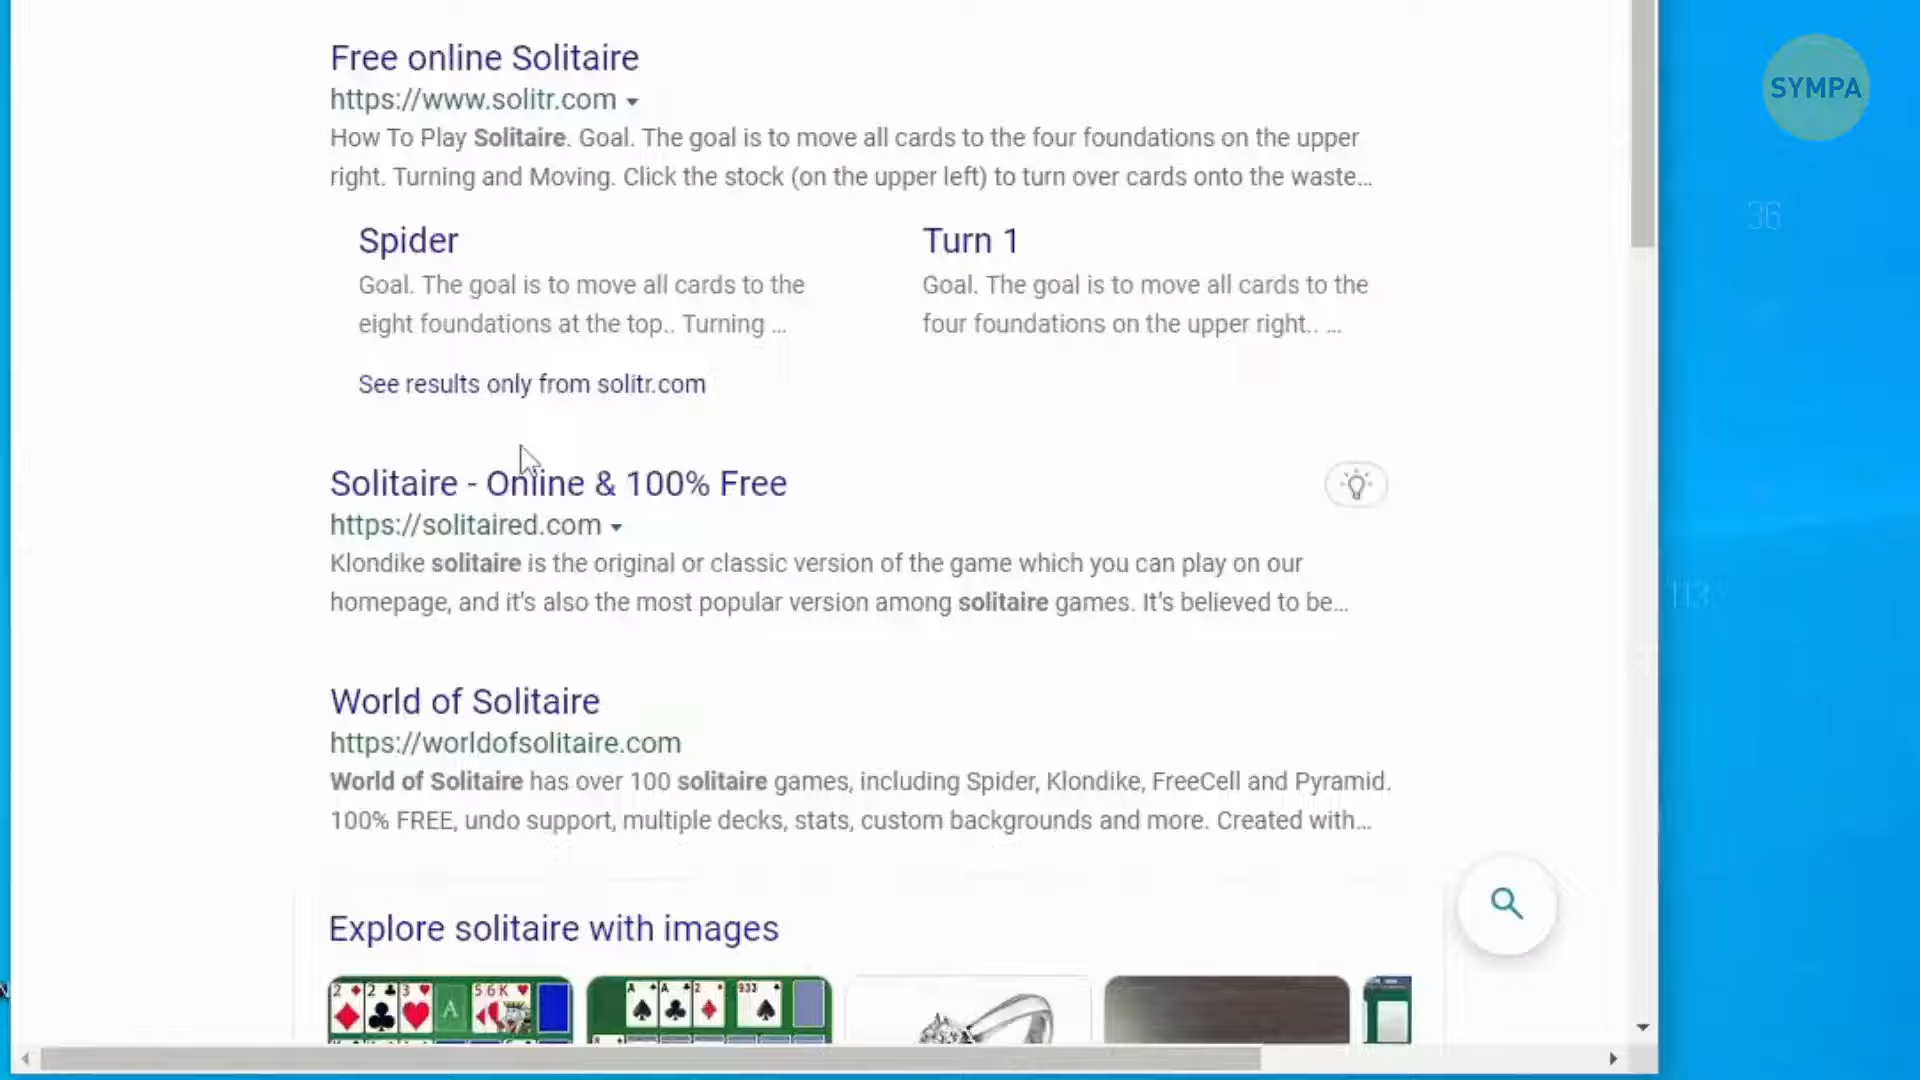 Free online Solitaire
https://www.solitr.com
How To Play Solitaire. Goal. The goal is to move all cards to the four foundations on the upper
right. Turning and Moving. Click the stock (on the upper left) to turn over cards onto the waste...
Spider
Goal. The goal is to move all cards to the
eight foundations at the top.. Turning ...
Turn 1
Goal. The goal is to move all cards to the
four foundations on the upper right.. ...
See results only from solitr.com
Solitaire - Online & 100% Free
https://solitaired.com
Klondike solitaire is the original or classic version of the game which you can play on our
homepage, and it's also the most popular version among solitaire games. It's believed to be...
World of Solitaire
https://worldofsolitaire.com
World of Solitaire has over 100 solitaire games, including Spider, Klondike, FreeCell and Pyramid.
100% FREE, undo support, multiple decks, stats, custom backgrounds and more. Created with...
Explore solitaire with images
2 2 3 A 5 6 K
A A 2
SYMPA
36